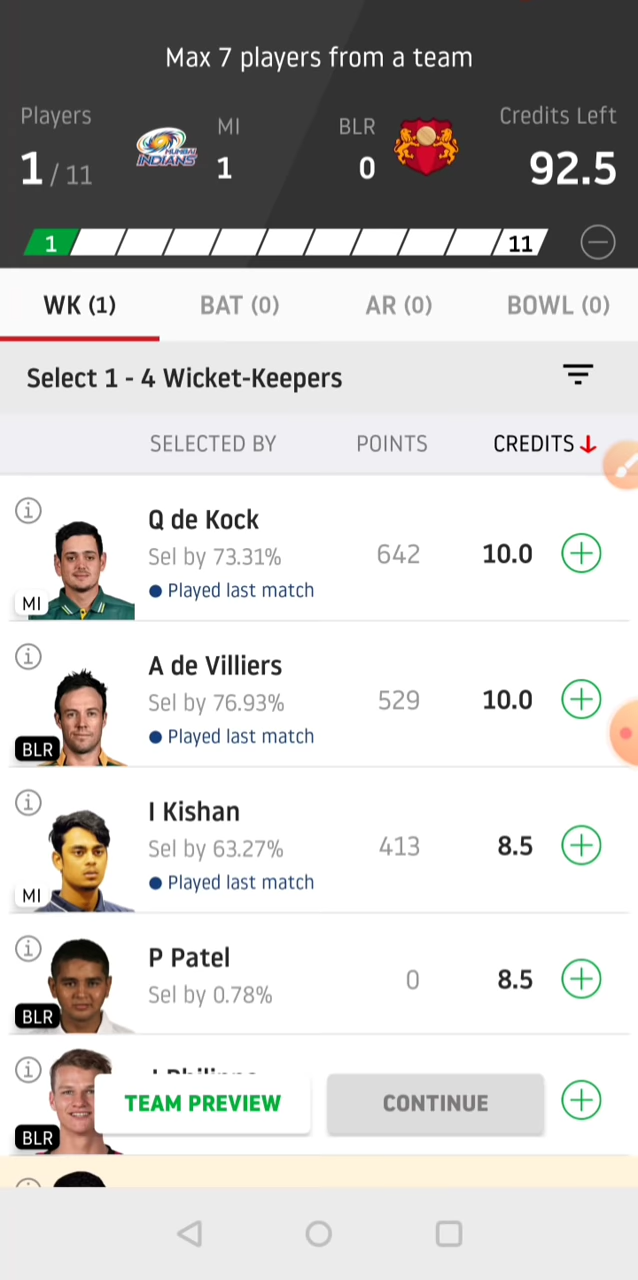 Max 7 players from a team
Players
MI
BLR
Credits Left
1 / 11
MUMBAI INDIANS
1
0
92.5
1
11
WK (1)
BAT (0)
AR (0)
BOWL (0)
Select 1 - 4 Wicket-Keepers
SELECTED BY
POINTS
CREDITS
Q de Kock
Sel by 73.31%
642
10.0
Played last match
MI
A de Villiers
Sel by 76.93%
529
10.0
Played last match
BLR
I Kishan
Sel by 63.27%
413
8.5
Played last match
MI
P Patel
Sel by 0.78%
0
8.5
BLR
TEAM PREVIEW
CONTINUE
BLR